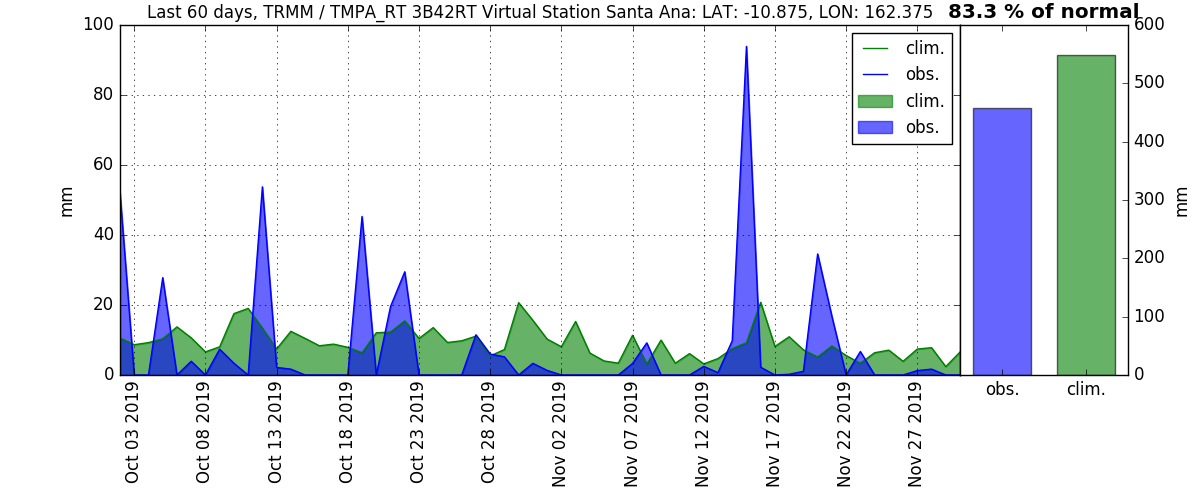 Last 60 days, TRMM / TMPA_RT 3B42RT Virtual Station Santa Ana: LAT: -10.875, LON: 162.375 83.3 % of normal
100
80
60
40
20
0
mm
clim.
obs.
clim.
obs.
Oct 03 2019
Oct 08 2019
Oct 13 2019
Oct 18 2019
Oct 23 2019
Oct 28 2019
Nov 02 2019
Nov 07 2019
Nov 12 2019
Nov 17 2019
Nov 22 2019
Nov 27 2019
600
500
400
300
200
100
0
mm
obs. clim.